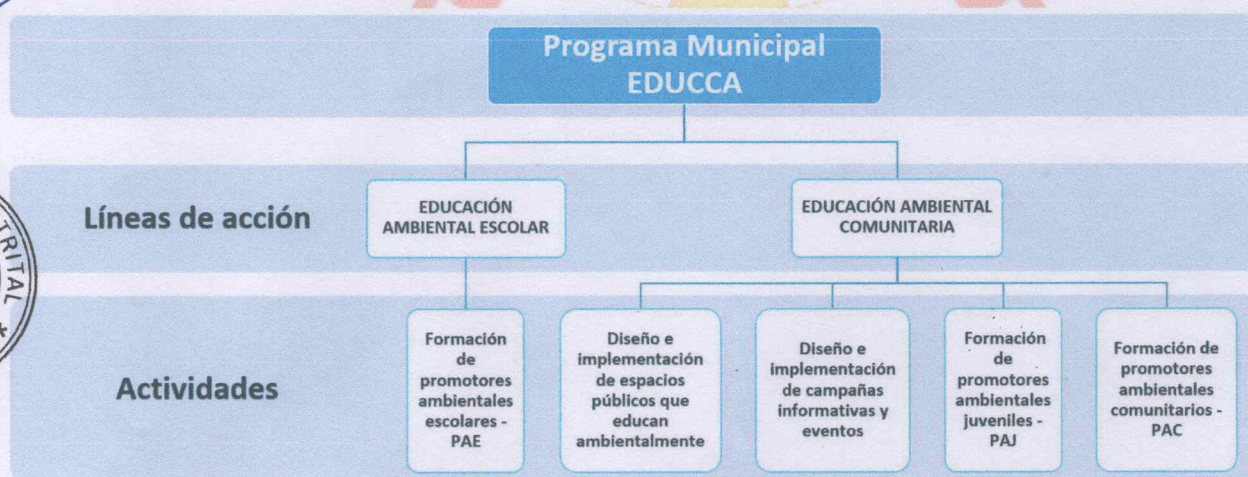 Programa Municipal
EDUCCA
Líneas de acción
EDUCACIÓN
AMBIENTAL ESCOLAR
EDUCACIÓN AMBIENTAL
COMUNITARIA
TRITAL
Actividades
Formación
de
promotores
ambientales
escolares -
PAE
Diseño e
implementación
de espacios
públicos que
educan
ambientalmente
Diseño e
implementación
de campañas
informativas y
eventos
Formación
de
promotores
ambientales
juveniles -
PAJ
Formación de
promotores
ambientales
comunitarios -
PAC